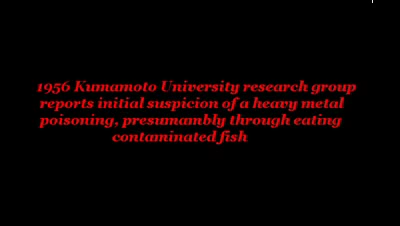 1956 Kumamoto University research group
reports initial suspicion of a heavy metal
poisoning, presumambly through eating
contaminated fish